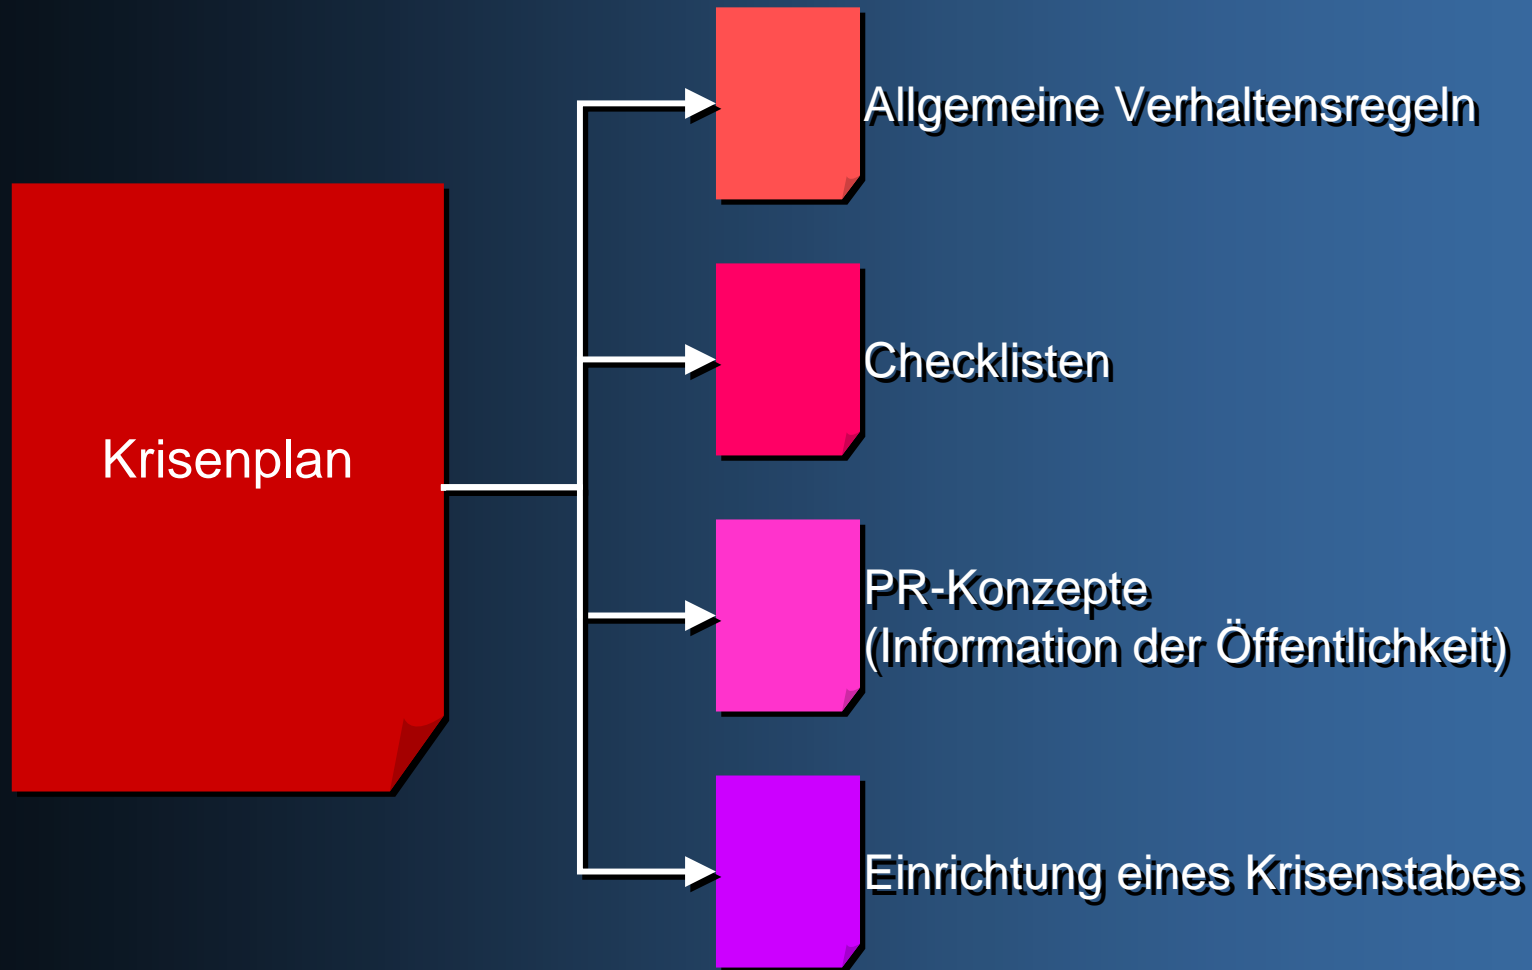 Krisenplan
Allgemeine Verhaltensregeln
Checklisten
PR-Konzepte
(Information der Öffentlichkeit)
Einrichtung eines Krisenstabes